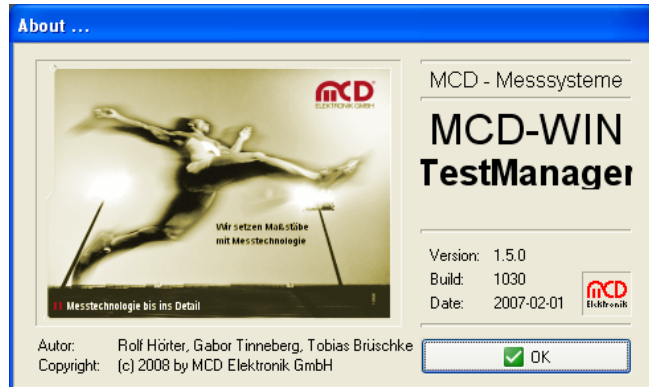 About ...
MCD
ELEKTRONIK GMBH
Wir setzen Maßstäbe
mit Messtechnologie
Messtechnologie bis ins Detail
MCD - Messsysteme
MCD-WIN
TestManager
Version: 1.5.0
Build: 1030
Date: 2007-02-01
MCD
Elektronik
Autor: Rolf Hörter, Gabor Tinneberg, Tobias Brüschke
Copyright: (c) 2008 by MCD Elektronik GmbH
OK